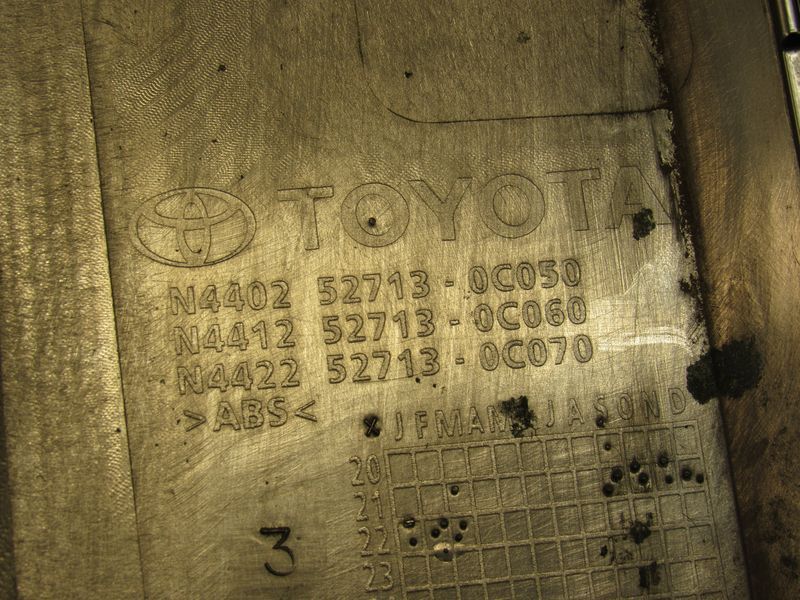 TOYOTA
N4402 52713-0C050
N4412 52713-0C060
N4422 52713-0C070
>ABS<
J F M A M J J A S O N D
20
21
22
23
3